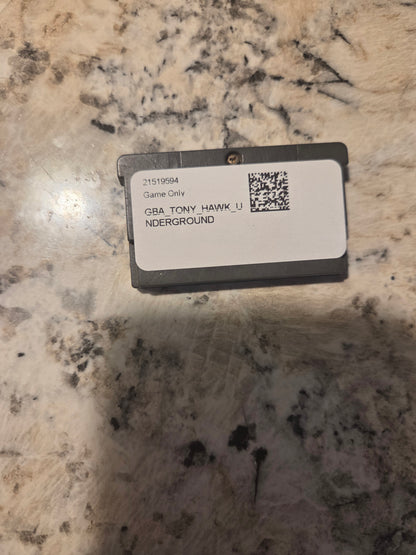 21519594
Game Only
GBA_TONY_HAWK_U
NDERGROUND